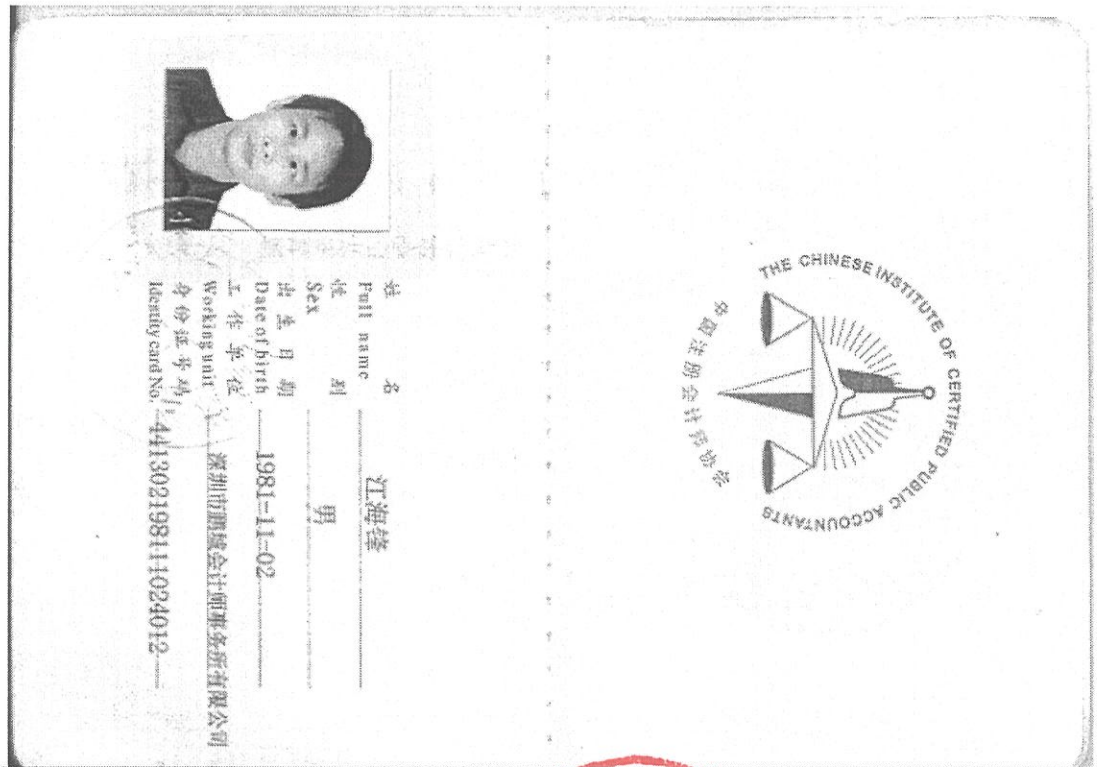 THE CHINESE INSTITUTE OF CERTIFIED PUBLIC ACCOUNTANTS
中国注册会计师协会
姓 名 江海锋
Full name
性 别 男
Sex
出 生 日 期 1981-11-02
Date of birth
工 作 单 位 深圳市鹏城会计师事务所有限公司
Working unit
身 份 证 号 码 441302198111024012
Identity card No.